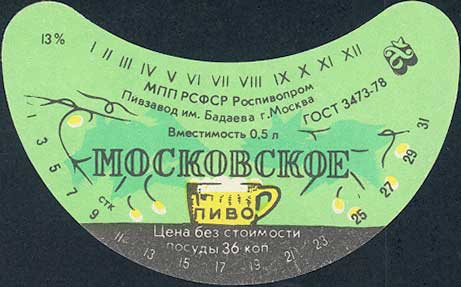 13% I II III IV V VI VII VIII IX X XI XII
МПП РСФСР Роспивопром
Пивзавод им. Бадаева г. Москва
ГОСТ 3473-78
Вместимость 0,5 л
МОСКОВСКОЕ
ПИВО
Цена без стоимости
посуды 36 коп.
1 3 5 7 9 11 13 15 17 19 21 23 25 27 29 31
стк